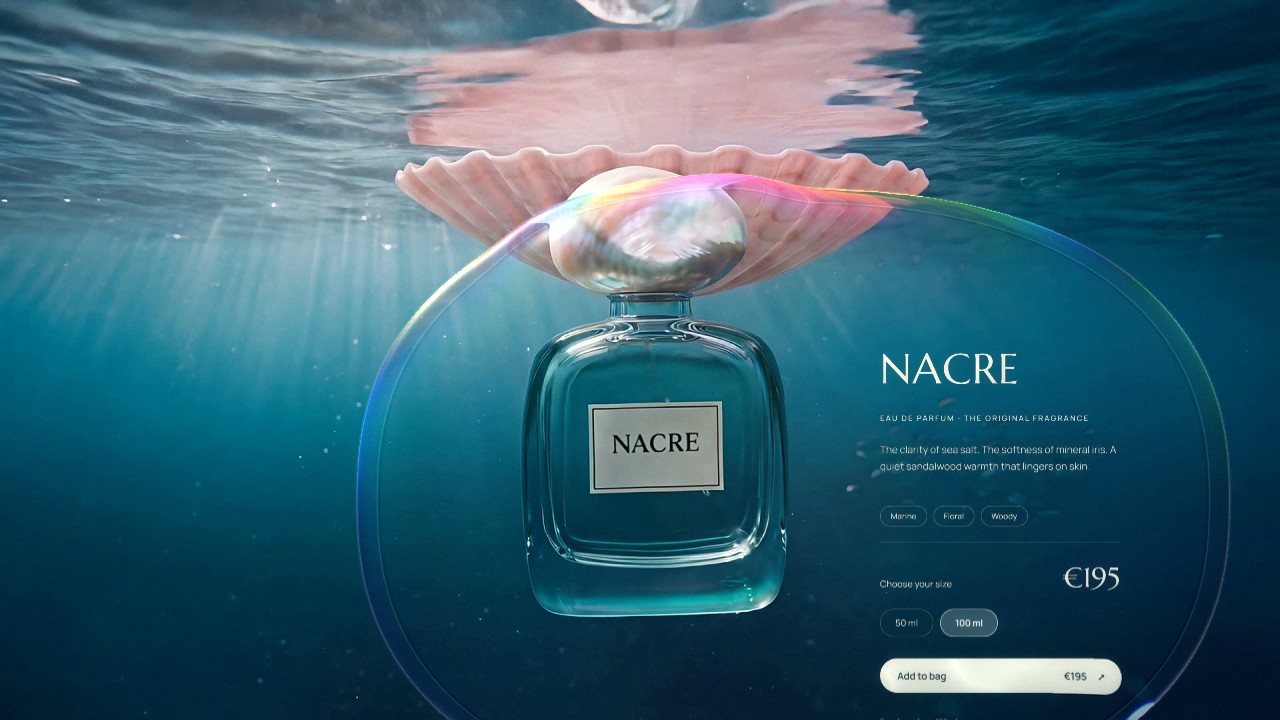 NACRE
NACRE
EAU DE PARFUM · THE ORIGINAL FRAGRANCE
The clarity of sea salt. The softness of mineral iris. A
quiet sandalwood warmth that lingers on skin.
Marine Floral Woody
Choose your size €195
50 ml 100 ml
Add to bag €195 ↗